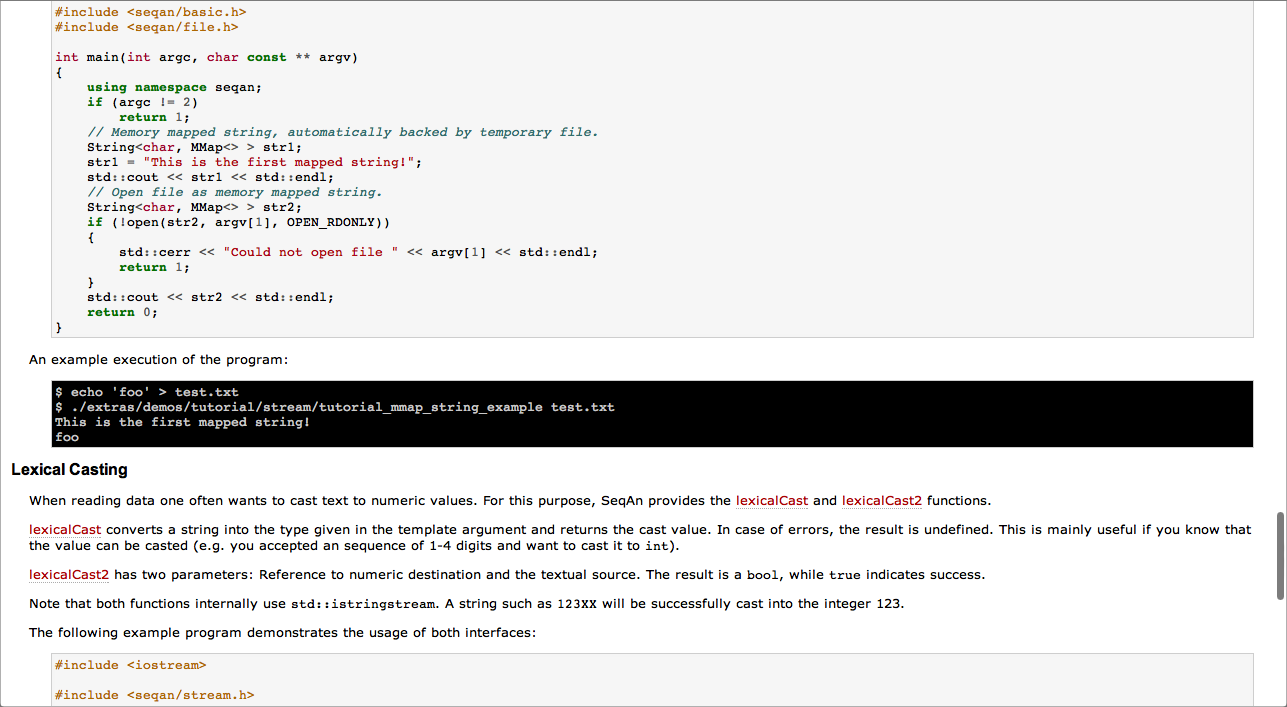 #include <seqan/basic.h>
#include <seqan/file.h>

int main(int argc, char const ** argv)
{
    using namespace seqan;
    if (argc != 2)
        return 1;
    // Memory mapped string, automatically backed by temporary file.
    String<char, MMap<> > str1;
    str1 = "This is the first mapped string!";
    std::cout << str1 << std::endl;
    // Open file as memory mapped string.
    String<char, MMap<> > str2;
    if (!open(str2, argv[1], OPEN_RDONLY))
    {
        std::cerr << "Could not open file " << argv[1] << std::endl;
        return 1;
    }
    std::cout << str2 << std::endl;
    return 0;
}
An example execution of the program:
$ echo 'foo' > test.txt
$ ./extras/demos/tutorial/stream/tutorial_mmap_string_example test.txt
This is the first mapped string!
foo
Lexical Casting
When reading data one often wants to cast text to numeric values. For this purpose, SeqAn provides the lexicalCast and lexicalCast2 functions.
lexicalCast converts a string into the type given in the template argument and returns the cast value. In case of errors, the result is undefined. This is mainly useful if you know that
the value can be casted (e.g. you accepted an sequence of 1-4 digits and want to cast it to int).
lexicalCast2 has two parameters: Reference to numeric destination and the textual source. The result is a bool, while true indicates success.
Note that both functions internally use std::istringstream. A string such as 123XX will be successfully cast into the integer 123.
The following example program demonstrates the usage of both interfaces:
#include <iostream>

#include <seqan/stream.h>